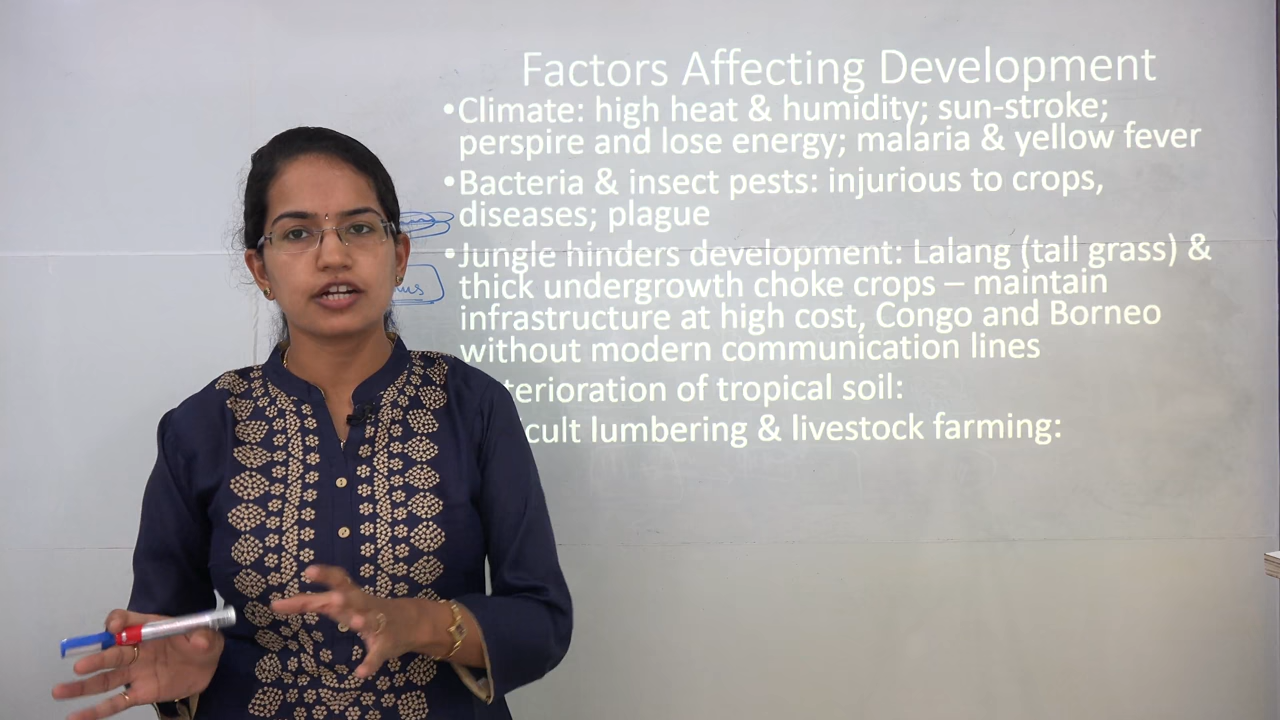 Factors Affecting Development
•Climate: high heat & humidity; sun-stroke;
perspire and lose energy; malaria & yellow fever
•Bacteria & insect pests: injurious to crops,
diseases; plague
•Jungle hinders development: Lalang (tall grass) &
thick undergrowth choke crops – maintain
infrastructure at high cost, Congo and Borneo
without modern communication lines
terioration of tropical soil:
cult lumbering & livestock farming: